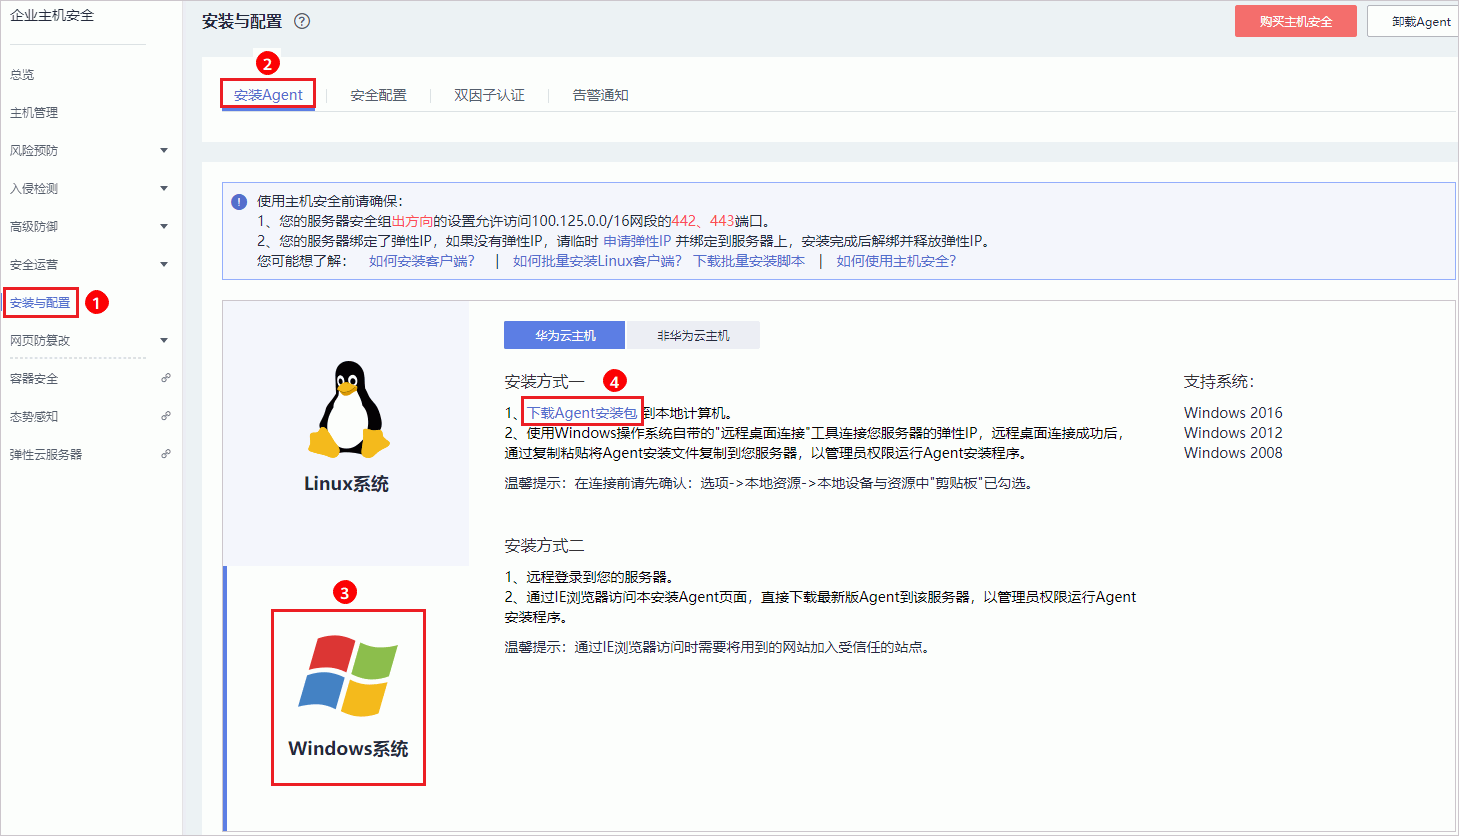 企业主机安全
总览
主机管理
风险预防
入侵检测
高级防御
安全运营
安装与配置
1
网页防篡改
容器安全
态势感知
弹性云服务器
安装与配置 ?
购买主机安全
卸载Agent
2
安装Agent
安全配置
双因子认证
告警通知
! 使用主机安全前请确保：
1、您的服务器安全组出方向的设置允许访问100.125.0.0/16网段的442、443端口。
2、您的服务器绑定了弹性IP，如果没有弹性IP，请临时 申请弹性IP 并绑定到服务器上，安装完成后解绑并释放弹性IP。
您可能想了解： 如何安装客户端？ | 如何批量安装Linux客户端？ 下载批量安装脚本 | 如何使用主机安全？
Linux系统
3
Windows系统
华为云主机
非华为云主机
安装方式一
4
1、下载Agent安装包到本地计算机。
2、使用Windows操作系统自带的"远程桌面连接"工具连接您服务器的弹性IP，远程桌面连接成功后，
通过复制粘贴将Agent安装文件复制到您服务器，以管理员权限运行Agent安装程序。
温馨提示：在连接前请先确认：选项->本地资源->本地设备与资源中"剪贴板"已勾选。
安装方式二
1、远程登录到您的服务器。
2、通过IE浏览器访问本安装Agent页面，直接下载最新版Agent到该服务器，以管理员权限运行Agent
安装程序。
温馨提示：通过IE浏览器访问时需要将用到的网站加入受信任的站点。
支持系统：
Windows 2016
Windows 2012
Windows 2008